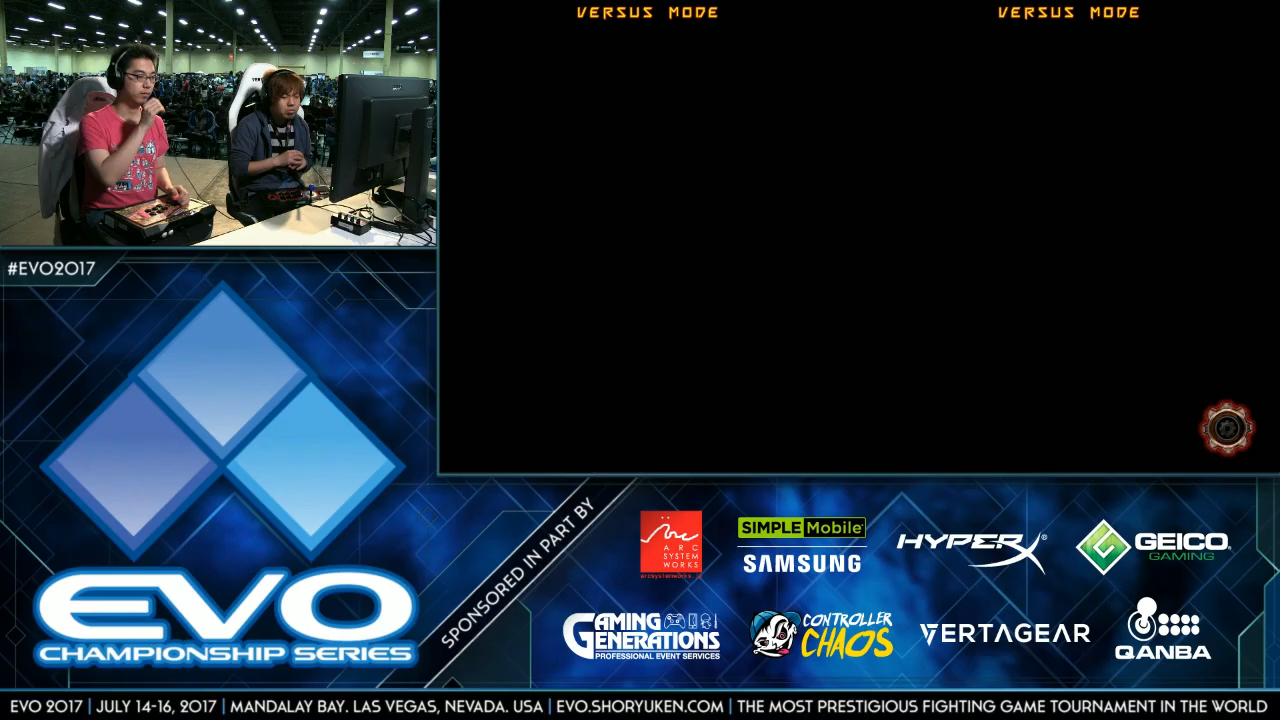 VERSUS MODE VERSUS MODE
#EVO2017
EVO
CHAMPIONSHIP SERIES
SPONSORED IN PART BY
ARC
SYSTEM
WORKS
SIMPLE Mobile
SAMSUNG
HYPERX
GEICO
GAMING
GAMING
GENERATIONS
PROFESSIONAL EVENT SERVICES
CONTROLLER
CHAOS
VERTAGEAR
QANBA
EVO 2017 | JULY 14-16, 2017 | MANDALAY BAY. LAS VEGAS, NEVADA. USA | EVO.SHORYUKEN.COM | THE MOST PRESTIGIOUS FIGHTING GAME TOURNAMENT IN THE WORLD